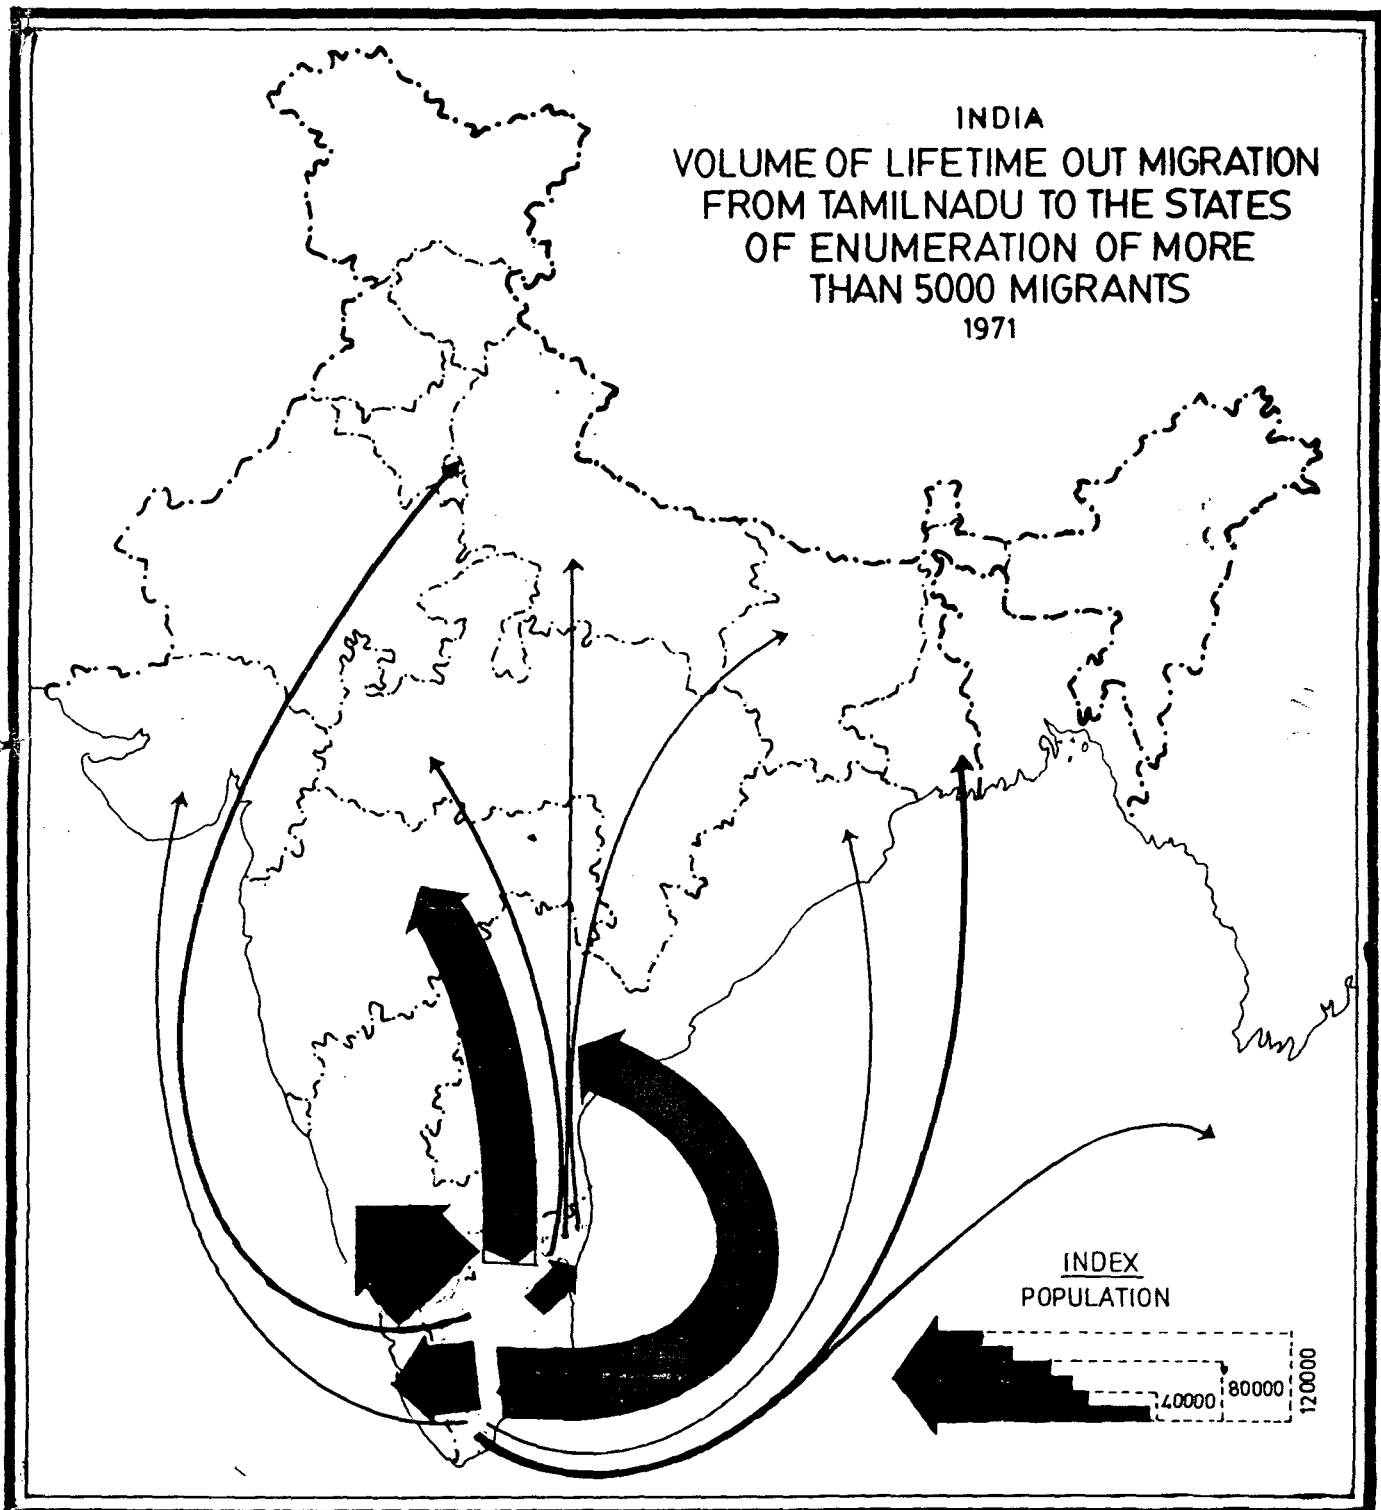 INDIA
VOLUME OF LIFETIME OUT MIGRATION
FROM TAMILNADU TO THE STATES
OF ENUMERATION OF MORE
THAN 5000 MIGRANTS
1971
INDEX
POPULATION
40000
80000
120000